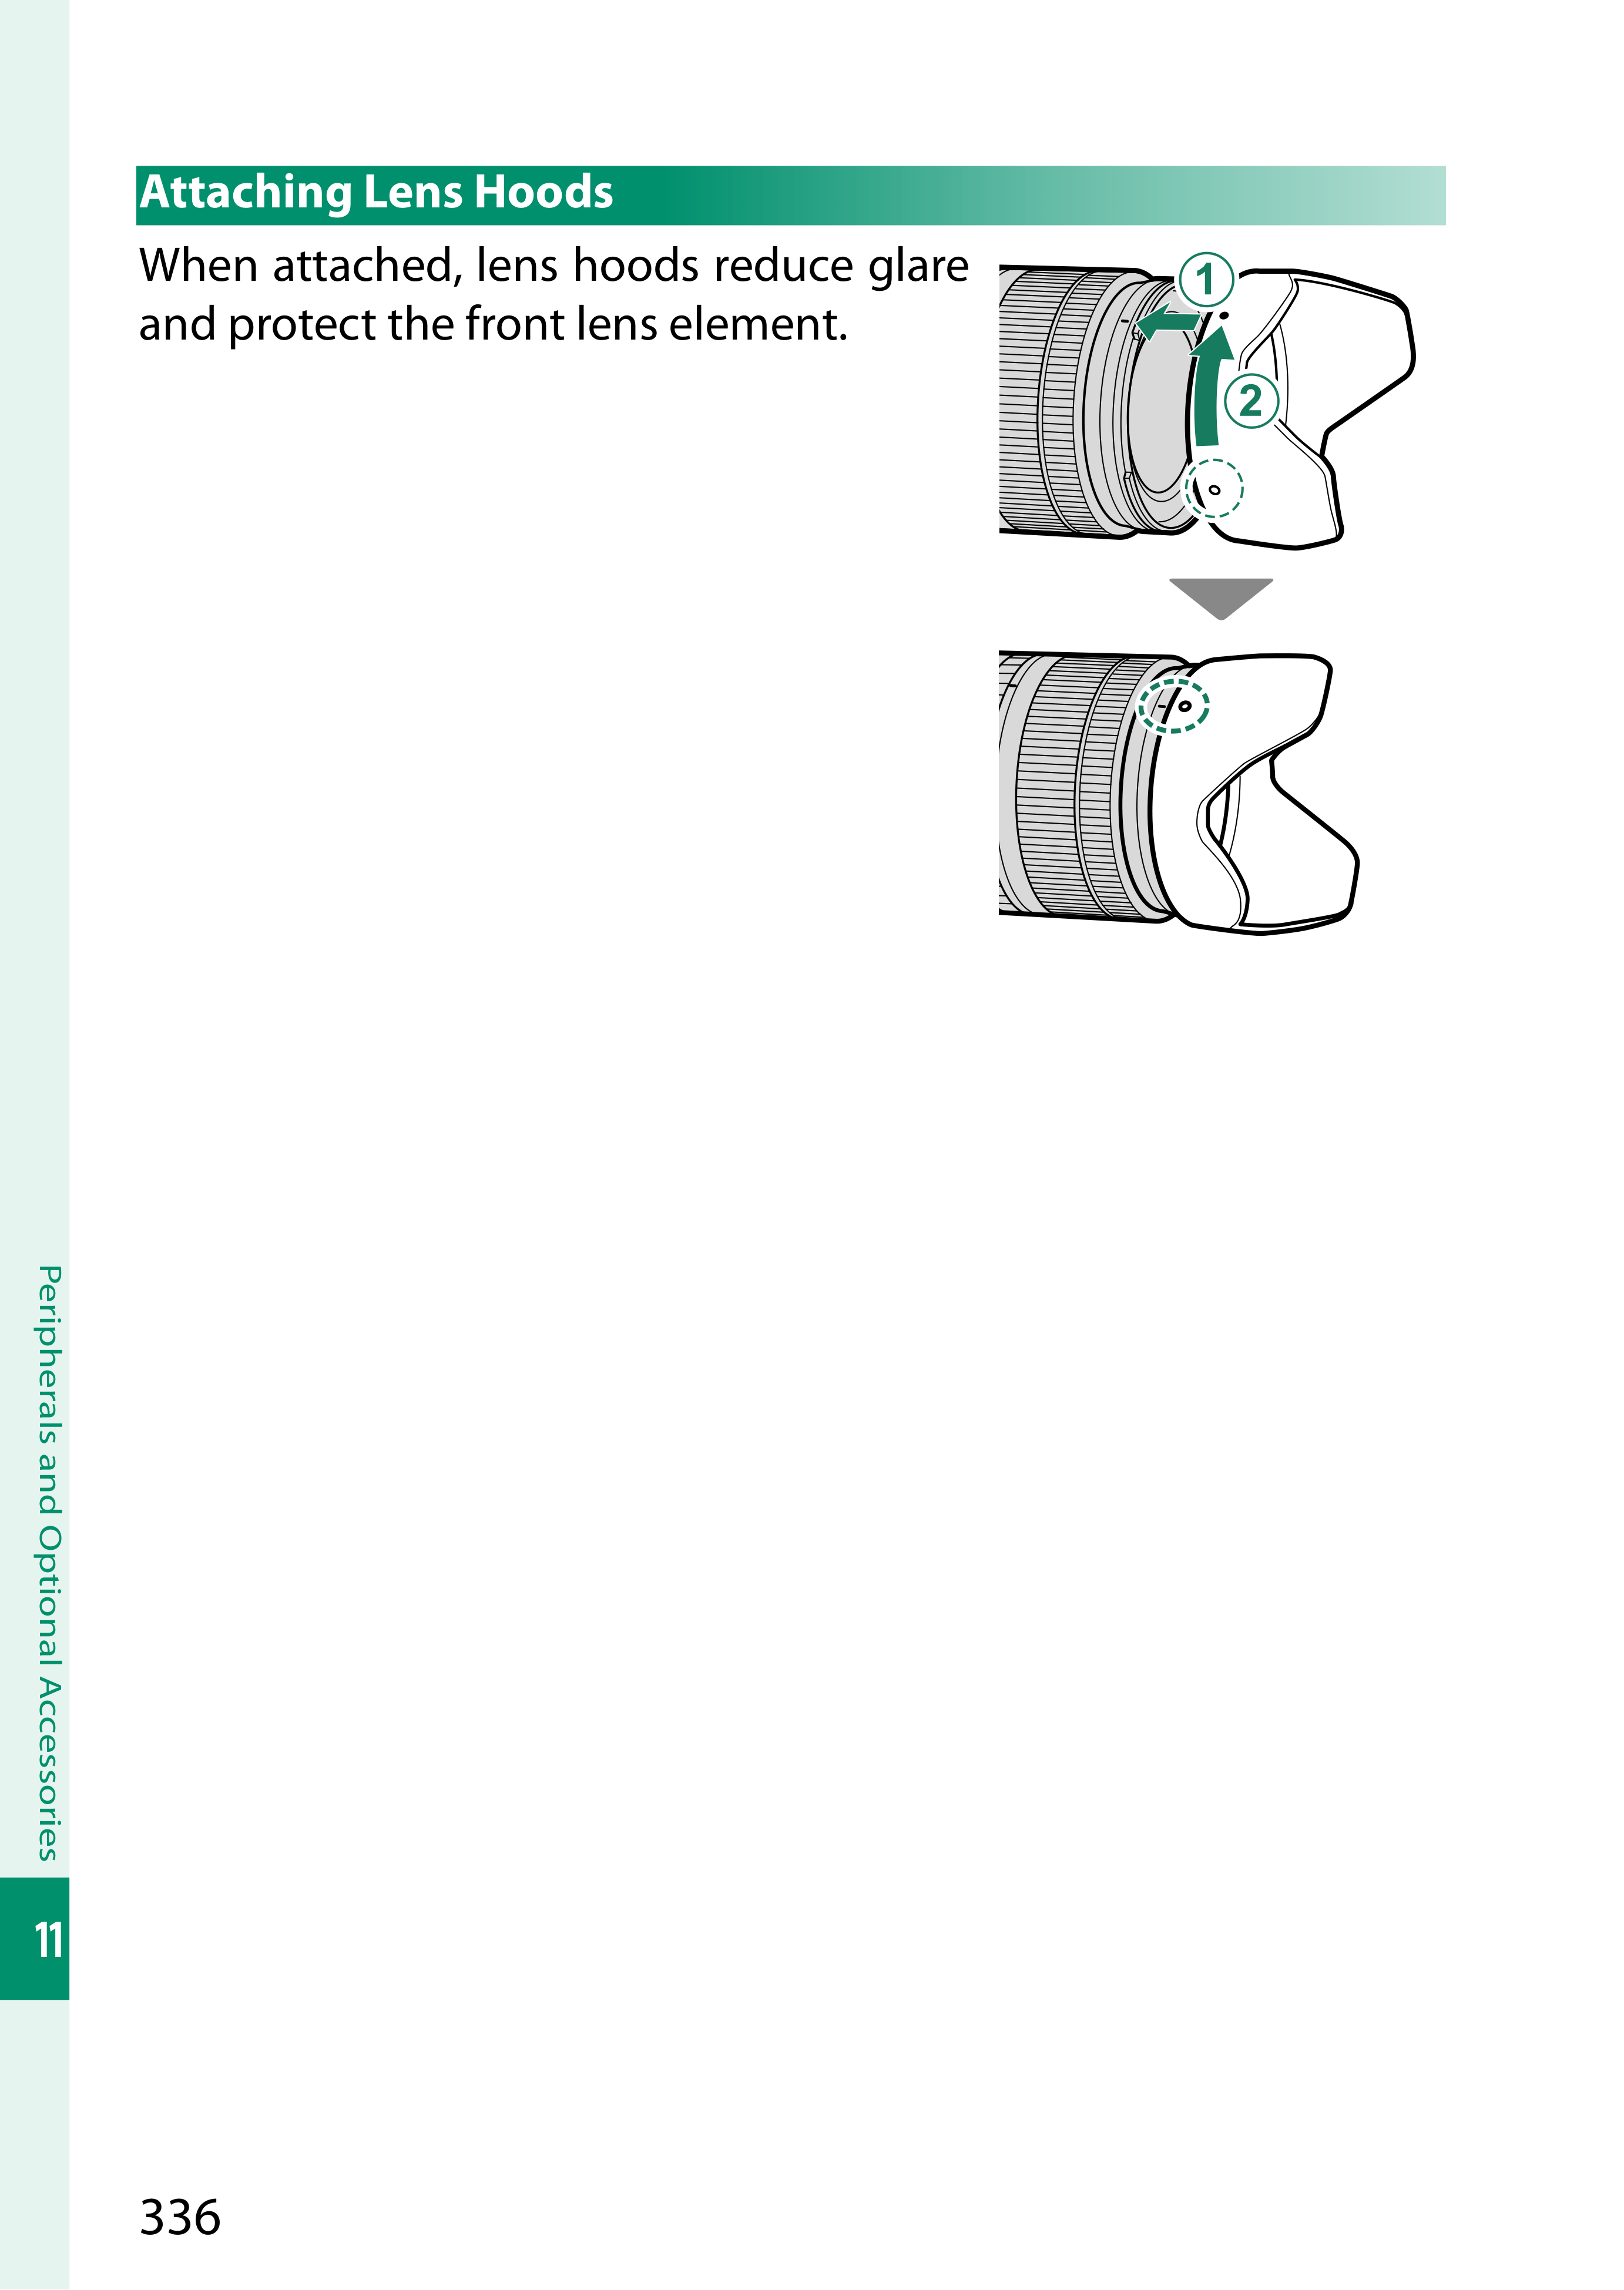 Attaching Lens Hoods
When attached, lens hoods reduce glare
and protect the front lens element.
1
2
Peripherals and Optional Accessories
11
336